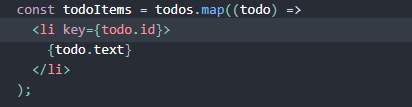 const todoItems = todos.map((todo) =>
  <li key={todo.id}>
    {todo.text}
  </li>
);